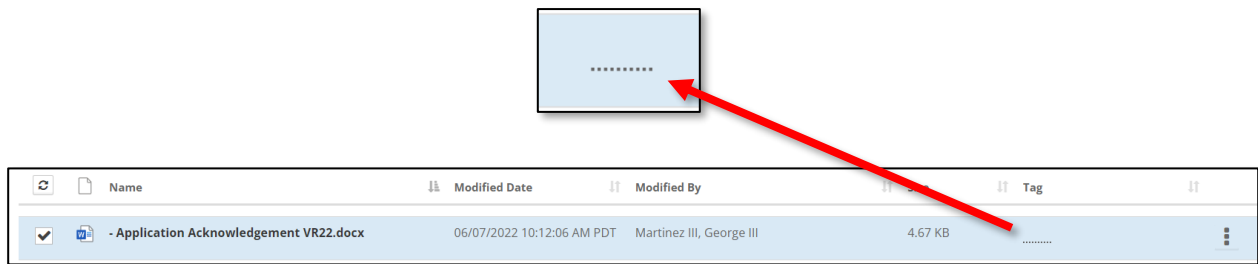 ..........
Name Modified Date Modified By Tag
- Application Acknowledgement VR22.docx 06/07/2022 10:12:06 AM PDT Martinez III, George III 4.67 KB ..........